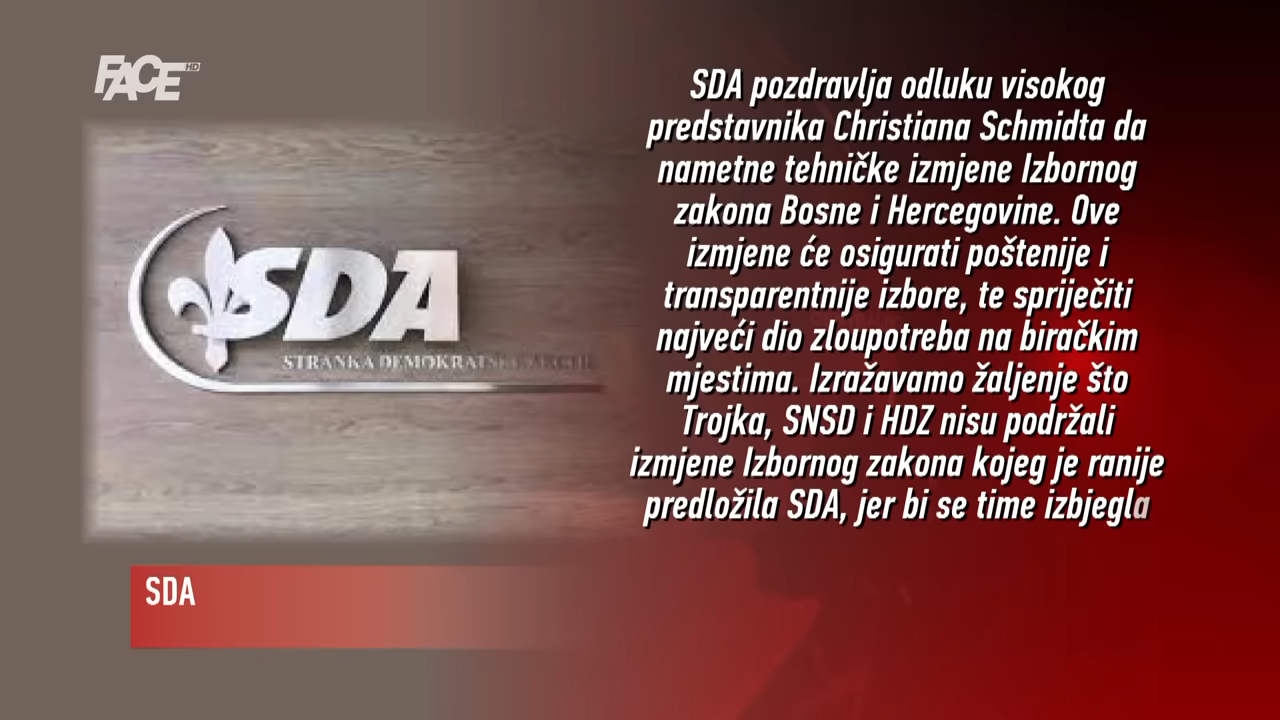 FACE HD
SDA
STRANKA DEMOKRATSKE AKCIJE
SDA pozdravlja odluku visokog
predstavnika Christiana Schmidta da
nametne tehničke izmjene Izbornog
zakona Bosne i Hercegovine. Ove
izmjene će osigurati poštenije i
transparentnije izbore, te spriječiti
najveći dio zloupotreba na biračkim
mjestima. Izražavamo žaljenje što
Trojka, SNSD i HDZ nisu podržali
izmjene Izbornog zakona kojeg je ranije
predložila SDA, jer bi se time izbjegla
SDA